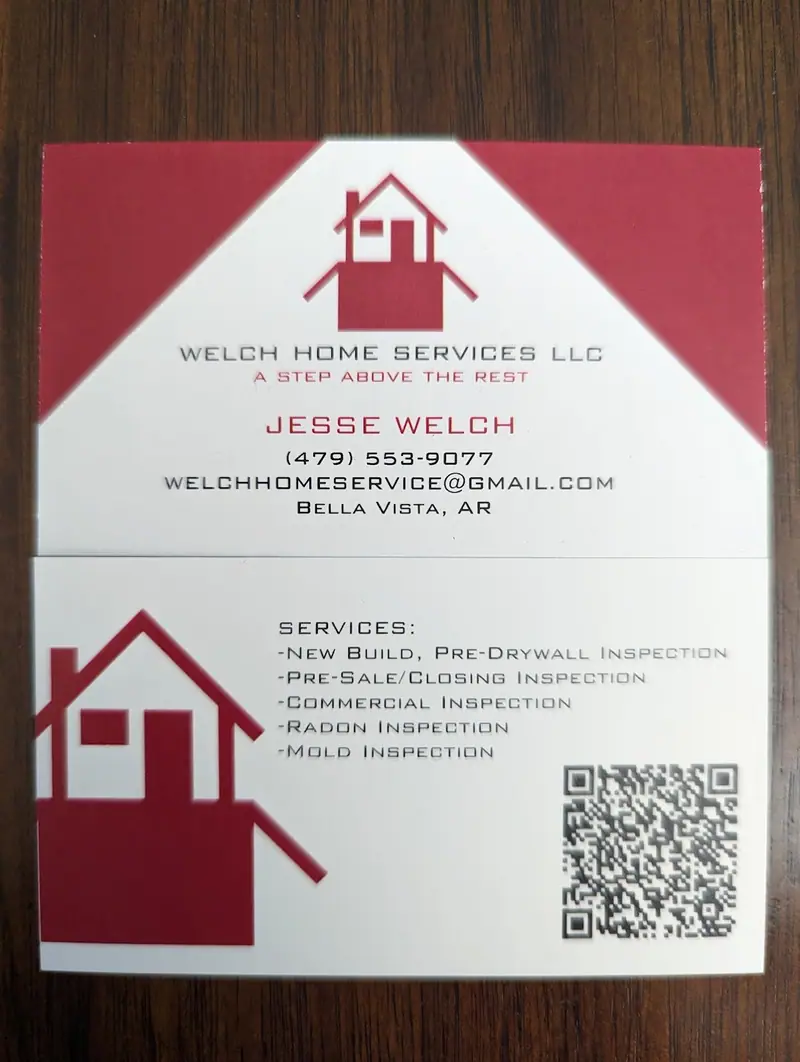 WELCH HOME SERVICES LLC
A STEP ABOVE THE REST
JESSE WELCH
(479) 553-9077
WELCHHOMESERVICE@GMAIL.COM
BELLA VISTA, AR
SERVICES:
-NEW BUILD, PRE-DRYWALL INSPECTION
-PRE-SALE/CLOSING INSPECTION
-COMMERCIAL INSPECTION
-RADON INSPECTION
-MOLD INSPECTION